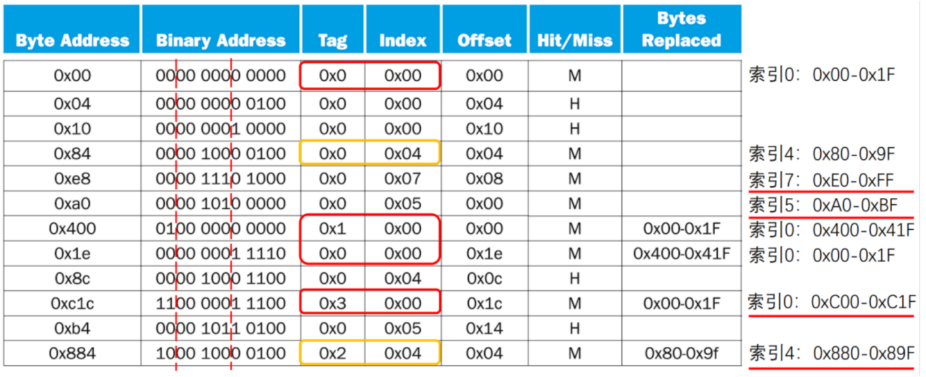 Byte Address Binary Address Tag Index Offset Hit/Miss Bytes Replaced
0x00 0000 0000 0000 0x0 0x00 0x00 M 索引0：0x00-0x1F
0x04 0000 0000 0100 0x0 0x00 0x04 H
0x10 0000 0001 0000 0x0 0x00 0x10 H
0x84 0000 1000 0100 0x0 0x04 0x04 M 索引4：0x80-0x9F
0xe8 0000 1110 1000 0x0 0x07 0x08 M 索引7：0xE0-0xFF
0xa0 0000 1010 0000 0x0 0x05 0x00 M 索引5：0xA0-0xBF
0x400 0100 0000 0000 0x1 0x00 0x00 M 0x00-0x1F 索引0：0x400-0x41F
0x1e 0000 0001 1110 0x0 0x00 0x1e M 0x400-0x41F 索引0：0x00-0x1F
0x8c 0000 1000 1100 0x0 0x04 0x0c H
0xc1c 1100 0001 1100 0x3 0x00 0x1c M 0x00-0x1F 索引0：0xC00-0xC1F
0xb4 0000 1011 0100 0x0 0x05 0x14 H
0x884 1000 1000 0100 0x2 0x04 0x04 M 0x80-0x9f 索引4：0x880-0x89F